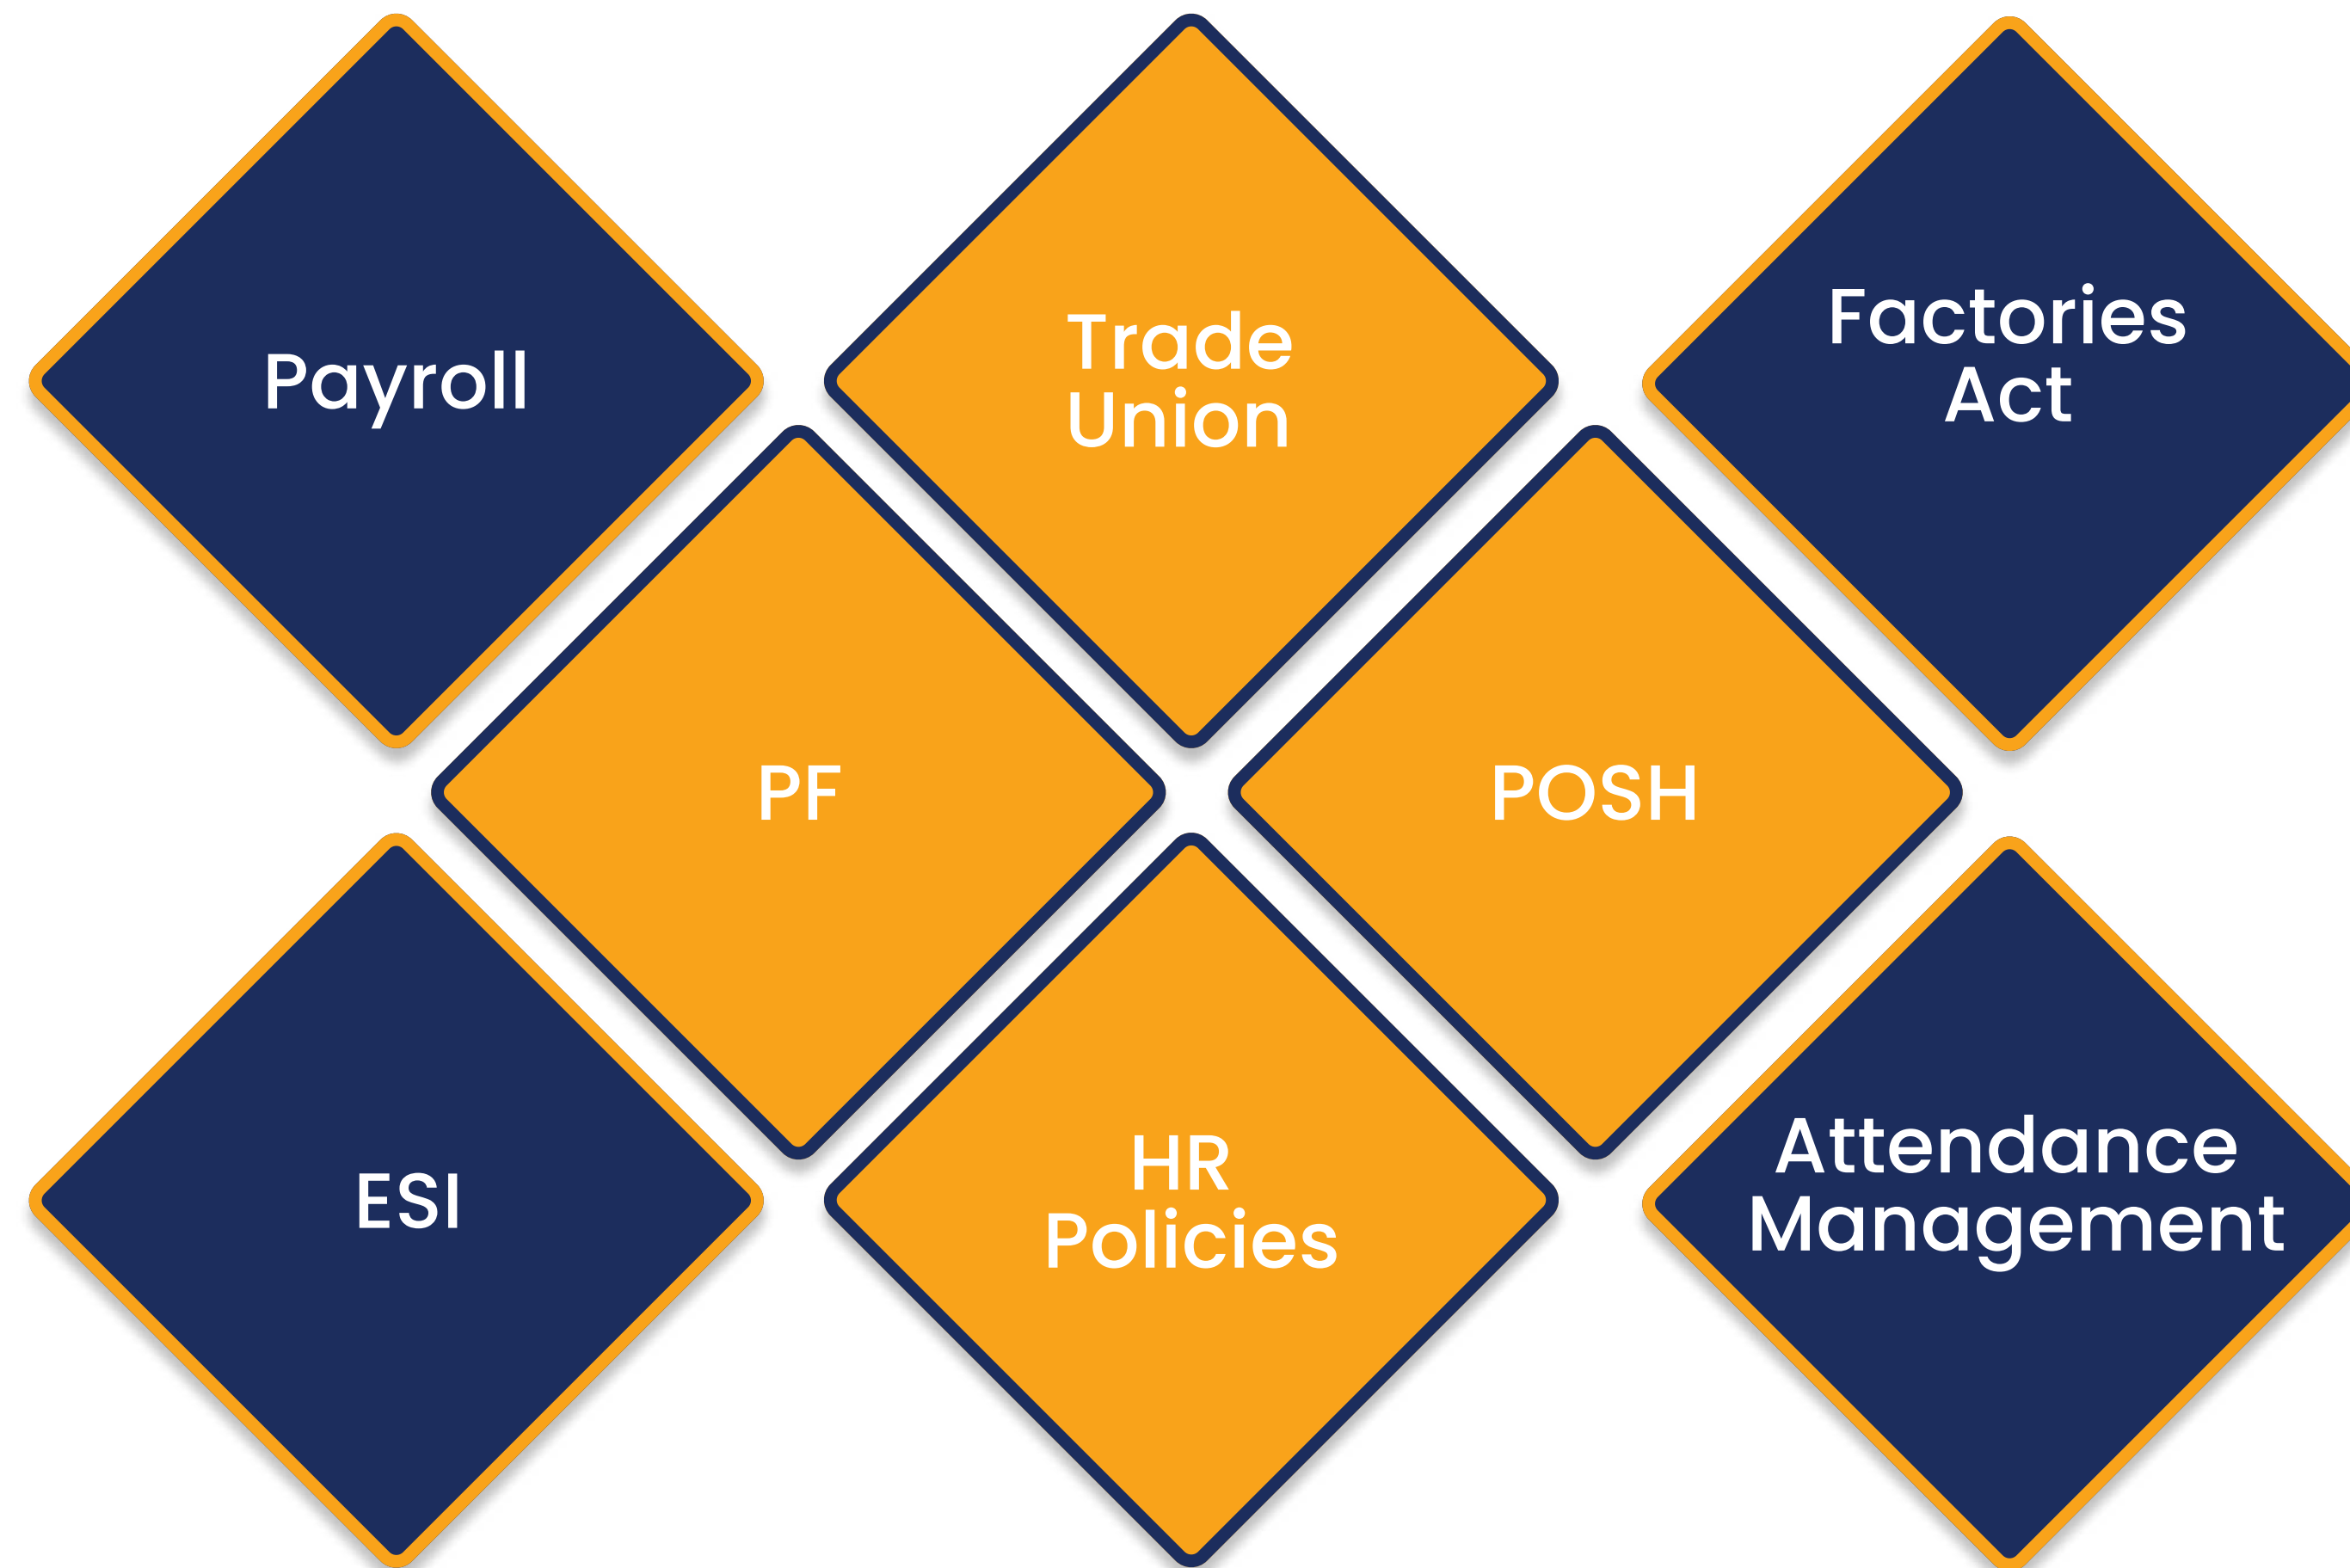 Payroll
Trade
Union
Factories
Act
PF
POSH
ESI
HR
Policies
Attendance
Management